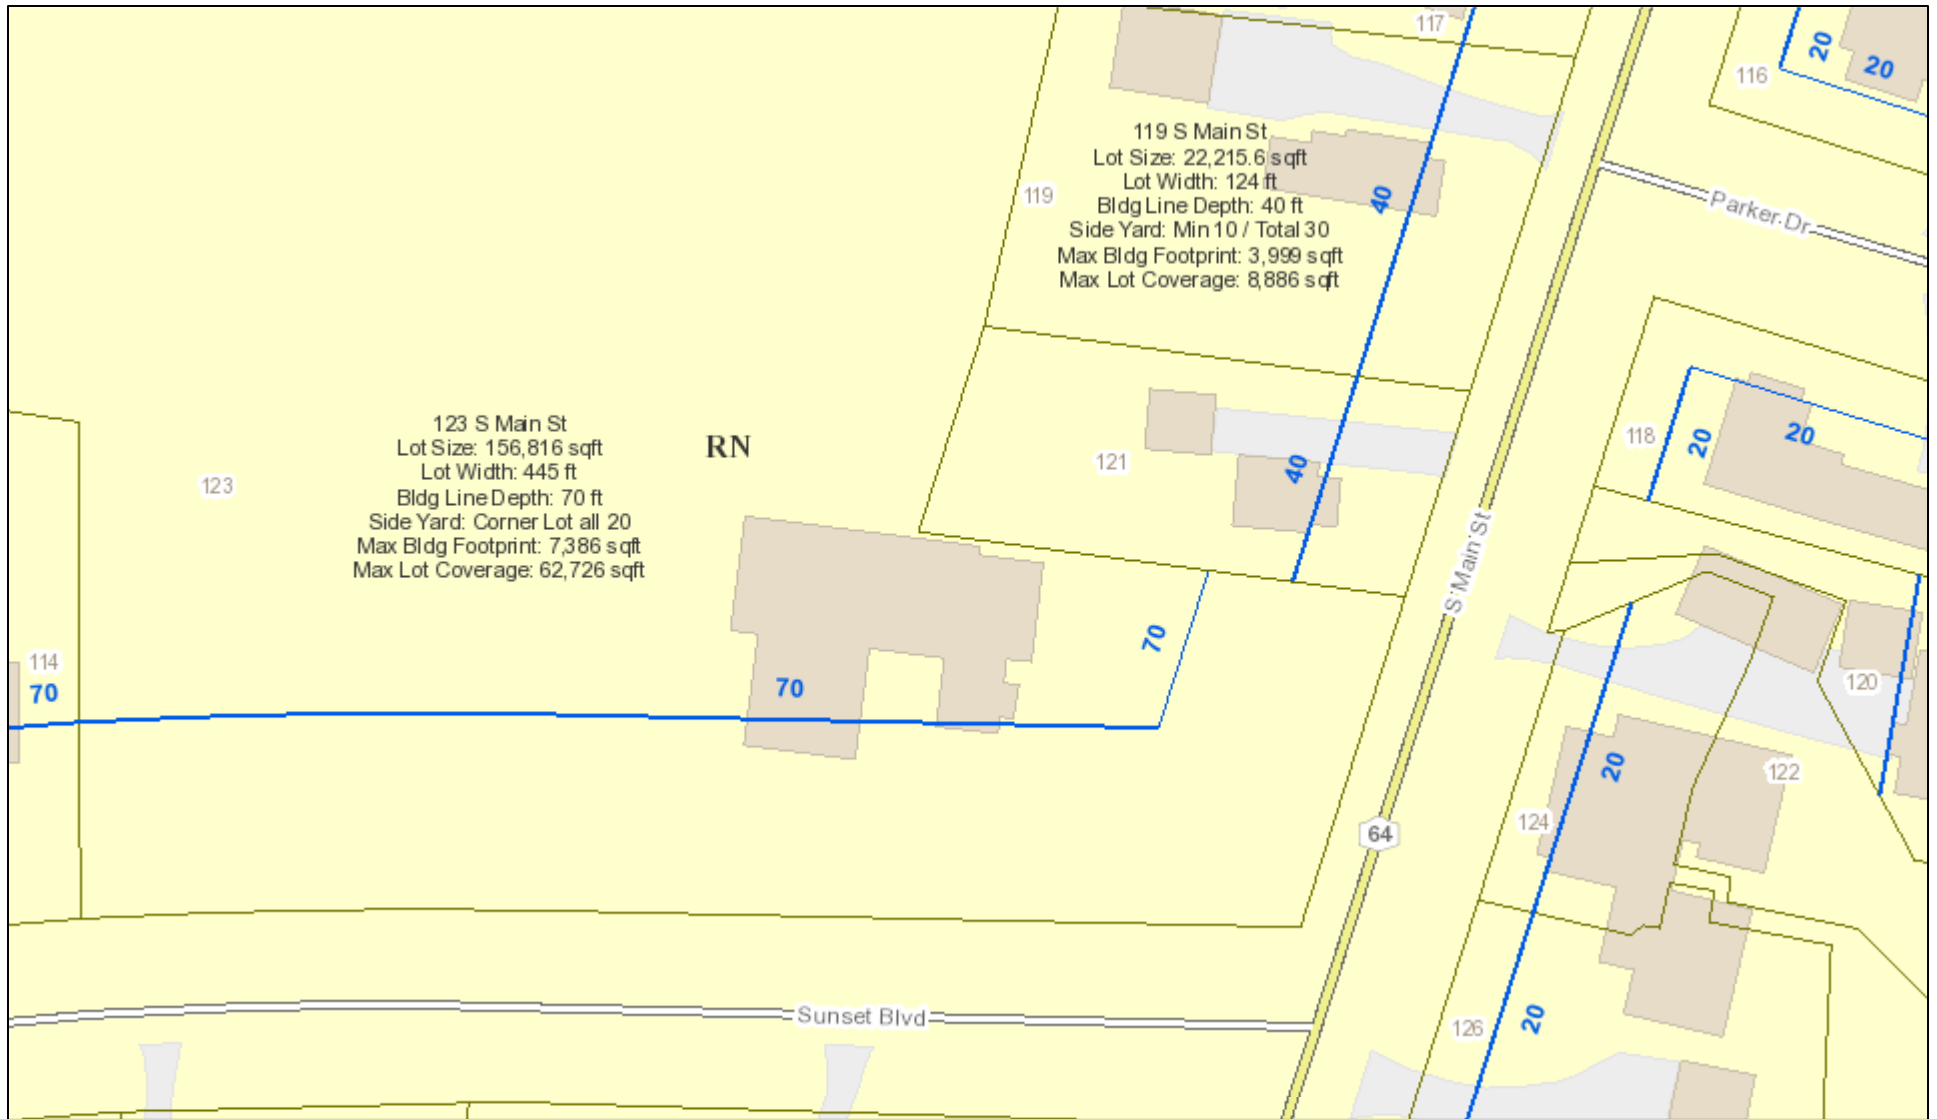 117
20
20
116
119 S Main St
Lot Size: 22,215.6 sqft
Lot Width: 124 ft
Bldg Line Depth: 40 ft
Side Yard: Min 10 / Total 30
Max Bldg Footprint: 3,999 sqft
Max Lot Coverage: 8,886 sqft
119
40
Parker Dr
123 S Main St
Lot Size: 156,816 sqft
Lot Width: 445 ft
Bldg Line Depth: 70 ft
Side Yard: Corner Lot all 20
Max Bldg Footprint: 7,386 sqft
Max Lot Coverage: 62,726 sqft
RN
123
121
40
118
20
20
S Main St
114
70
70
70
120
20
122
124
64
Sunset Blvd
126
20